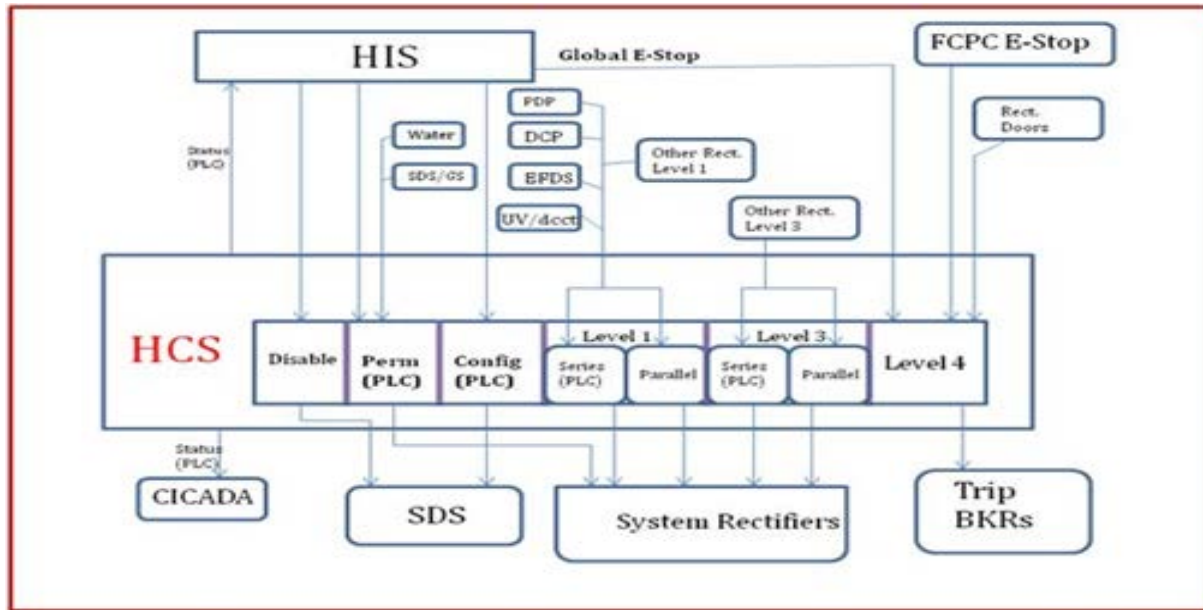 HIS
Global E-Stop
FCPC E-Stop
PDP
Rect.
Doors
Water
DCP
Other Rect.
Level 1
Status
(PLC)
SDS/GS
EFDS
UV/dcct
Other Rect.
Level 3
HCS
Disable
Perm
(PLC)
Config
(PLC)
Level 1
Series
(PLC)
Parallel
Level 3
Series
(PLC)
Parallel
Level 4
Status
(PLC)
CICADA
SDS
System Rectifiers
Trip
BKRs